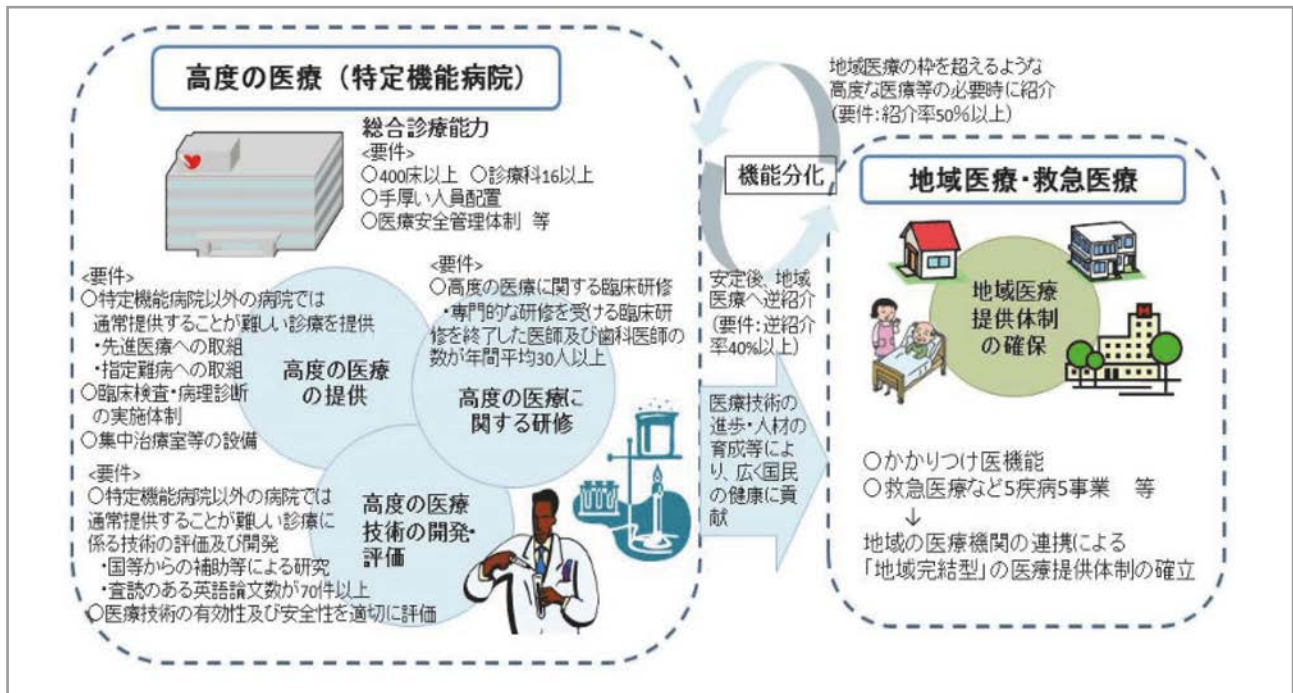 高度の医療（特定機能病院）
総合診療能力
<要件>
○400床以上　○診療科16以上
○手厚い人員配置
○医療安全管理体制　等
<要件>
○特定機能病院以外の病院では
通常提供することが難しい診療を提供
・先進医療への取組
・指定難病への取組
○臨床検査・病理診断
の実施体制
○集中治療室等の設備
高度の医療
の提供
<要件>
○高度の医療に関する臨床研修
・専門的な研修を受ける臨床研
修を終了した医師及び歯科医師の
数が年間平均30人以上
高度の医療に
関する研修
<要件>
○特定機能病院以外の病院では
通常提供することが難しい診療に
係る技術の評価及び開発
・国等からの補助等による研究
・査読のある英語論文数が70件以上
○医療技術の有効性及び安全性を適切に評価
高度の医療
技術の開発・
評価
地域医療の枠を超えるような
高度な医療等の必要時に紹介
（要件：紹介率50％以上）
機能分化
安定後、地域
医療へ逆紹介
（要件：逆紹介
率40%以上）
医療技術の
進歩・人材の
育成等によ
り、広く国民
の健康に貢
献
地域医療・救急医療
地域医療
提供体制
の確保
H
○かかりつけ医機能
○救急医療など5疾病5事業　等
↓
地域の医療機関の連携による
「地域完結型」の医療提供体制の確立